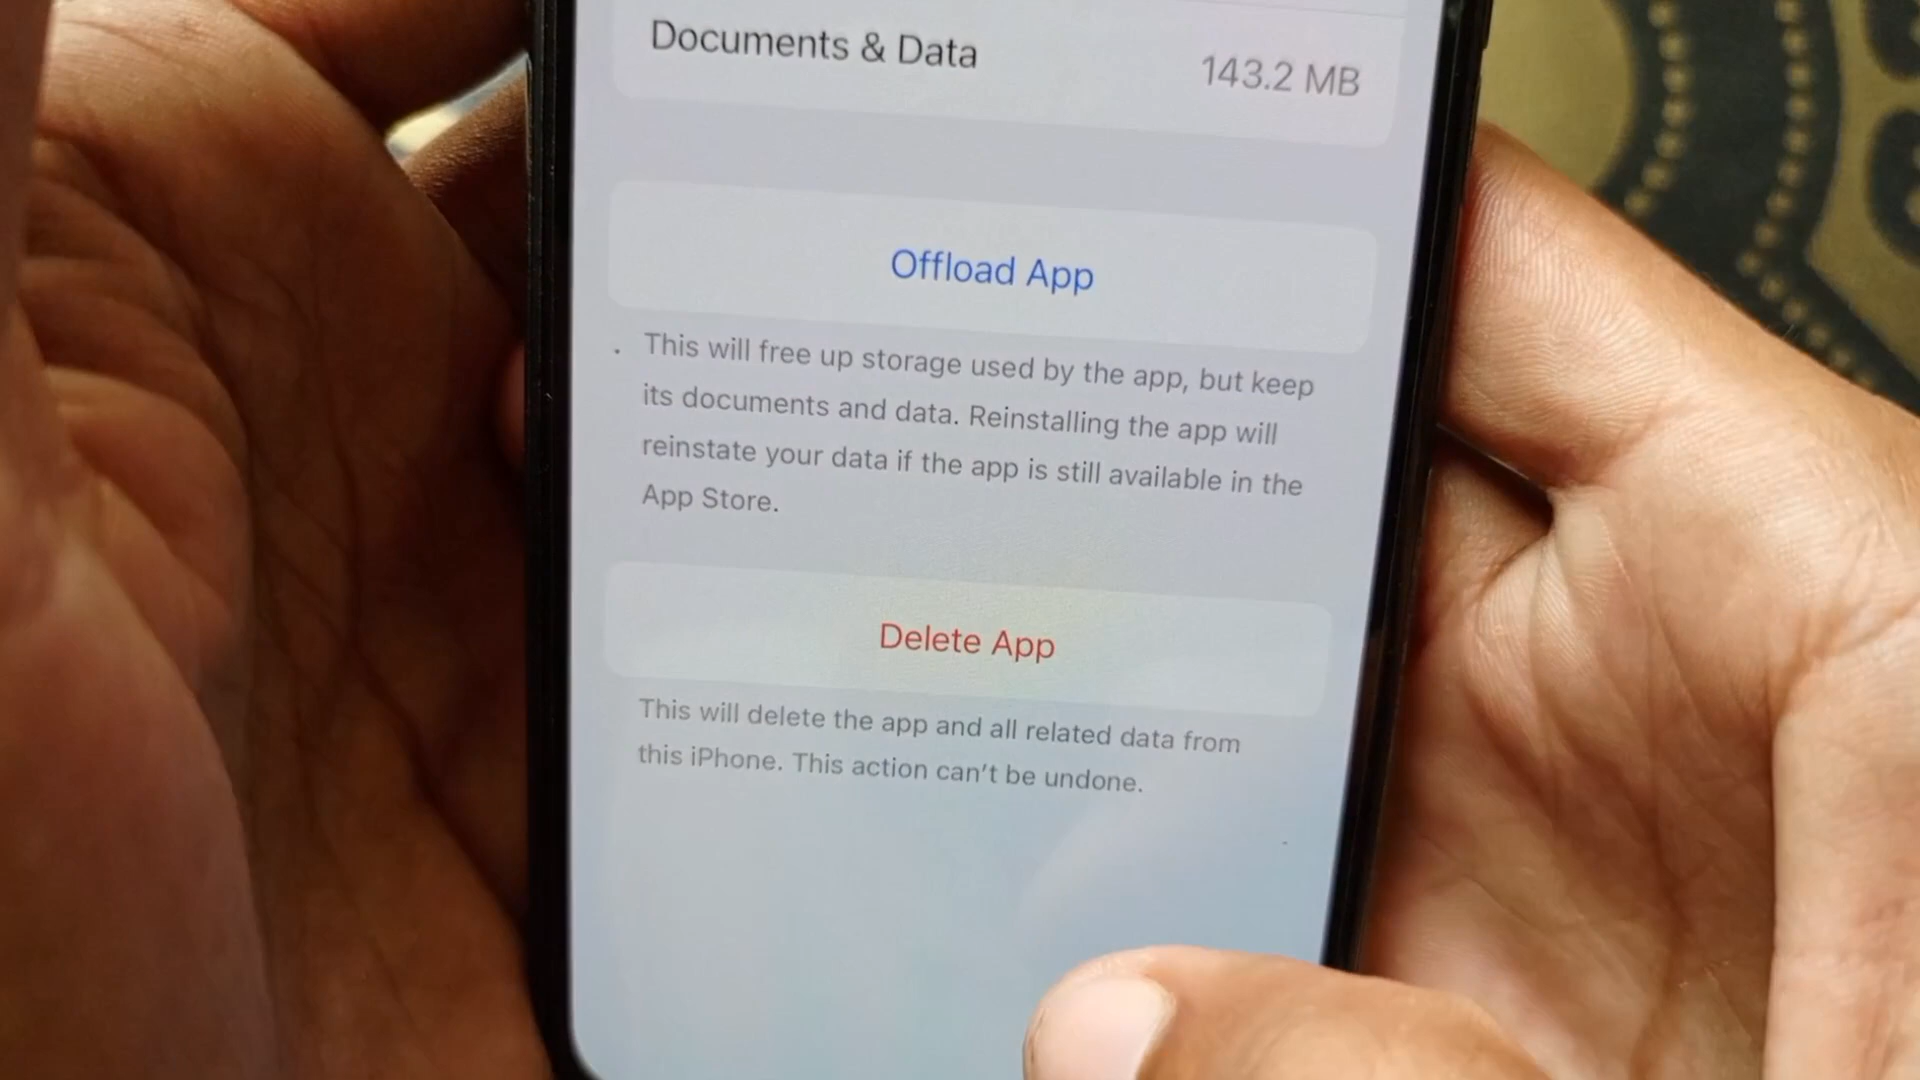 Documents & Data
143.2 MB
Offload App
This will free up storage used by the app, but keep
its documents and data. Reinstalling the app will
reinstate your data if the app is still available in the
App Store.
Delete App
This will delete the app and all related data from
this iPhone. This action can’t be undone.